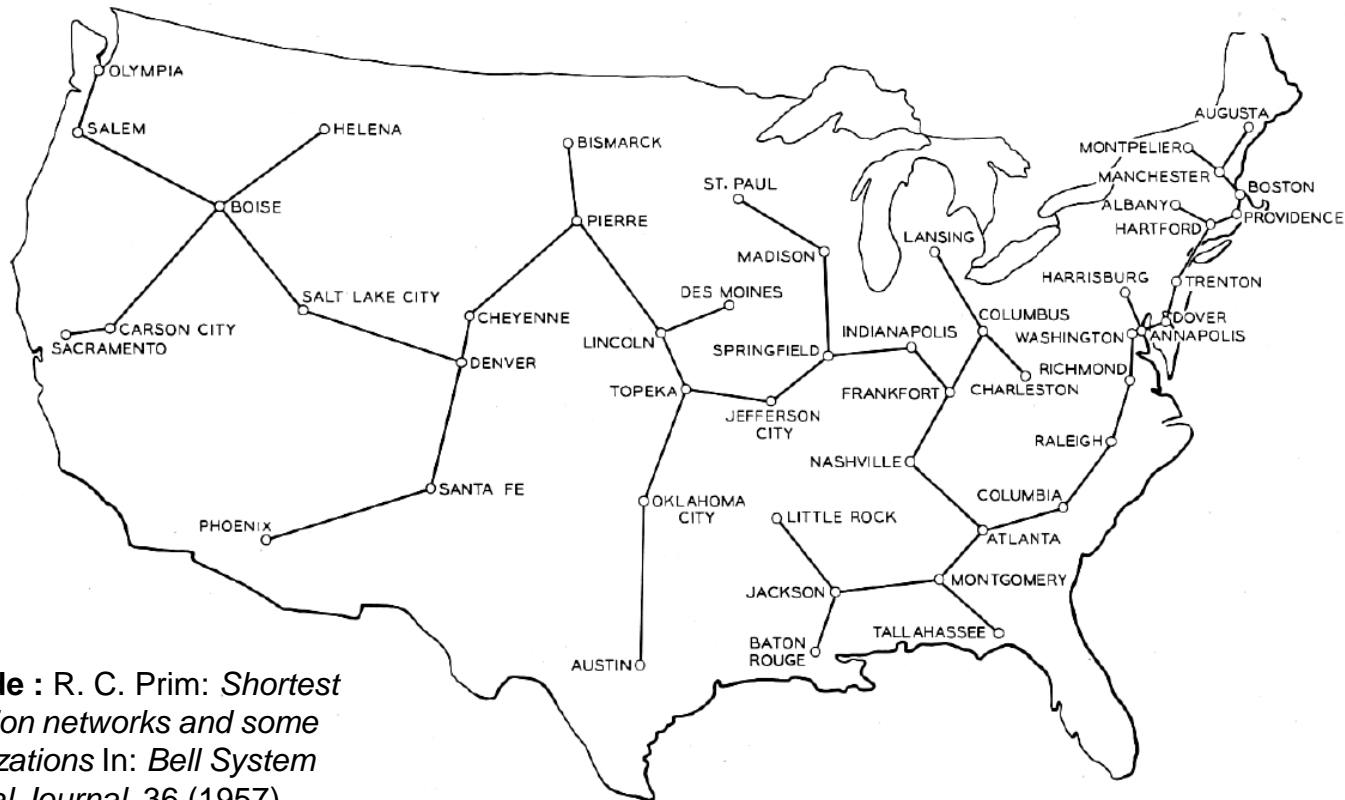 OLYMPIA
AUGUSTA
SALEM
HELENA
BISMARCK
MONTPELIER
MANCHESTER
ST. PAUL
BOSTON
BOISE
ALBANY
PIERRE
PROVIDENCE
HARTFORD
LANSING
MADISON
HARRISBURG
TRENTON
DES MOINES
SALT LAKE CITY
CHEYENNE
COLUMBUS
DOVER
CARSON CITY
INDIANAPOLIS
WASHINGTON
ANNAPOLIS
SACRAMENTO
LINCOLN
SPRINGFIELD
DENVER
RICHMOND
TOPEKA
FRANKFORT
CHARLESTON
JEFFERSON
CITY
RALEIGH
NASHVILLE
SANTA FE
COLUMBIA
OKLAHOMA
CITY
LITTLE ROCK
PHOENIX
ATLANTA
MONTGOMERY
JACKSON
TALLAHASSEE
BATON
ROUGE
AUSTIN
: R. C. Prim: Shortest
networks and some
In: Bell System
Journal, 36 (1957)